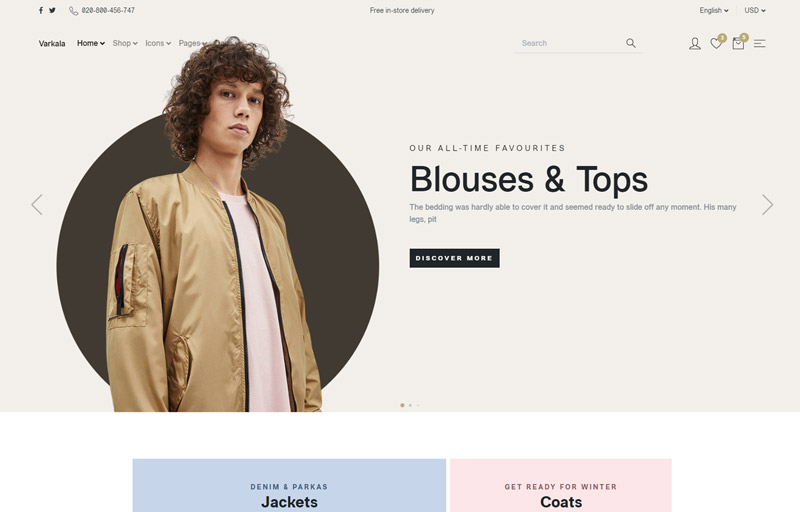 020-800-456-747
Free in-store delivery
English
USD
Varkala
Home
Shop
Icons
Pages
Search
OUR ALL-TIME FAVOURITES
Blouses & Tops
The bedding was hardly able to cover it and seemed ready to slide off any moment. His many
legs, pit
DISCOVER MORE
DENIM & PARKAS
Jackets
GET READY FOR WINTER
Coats